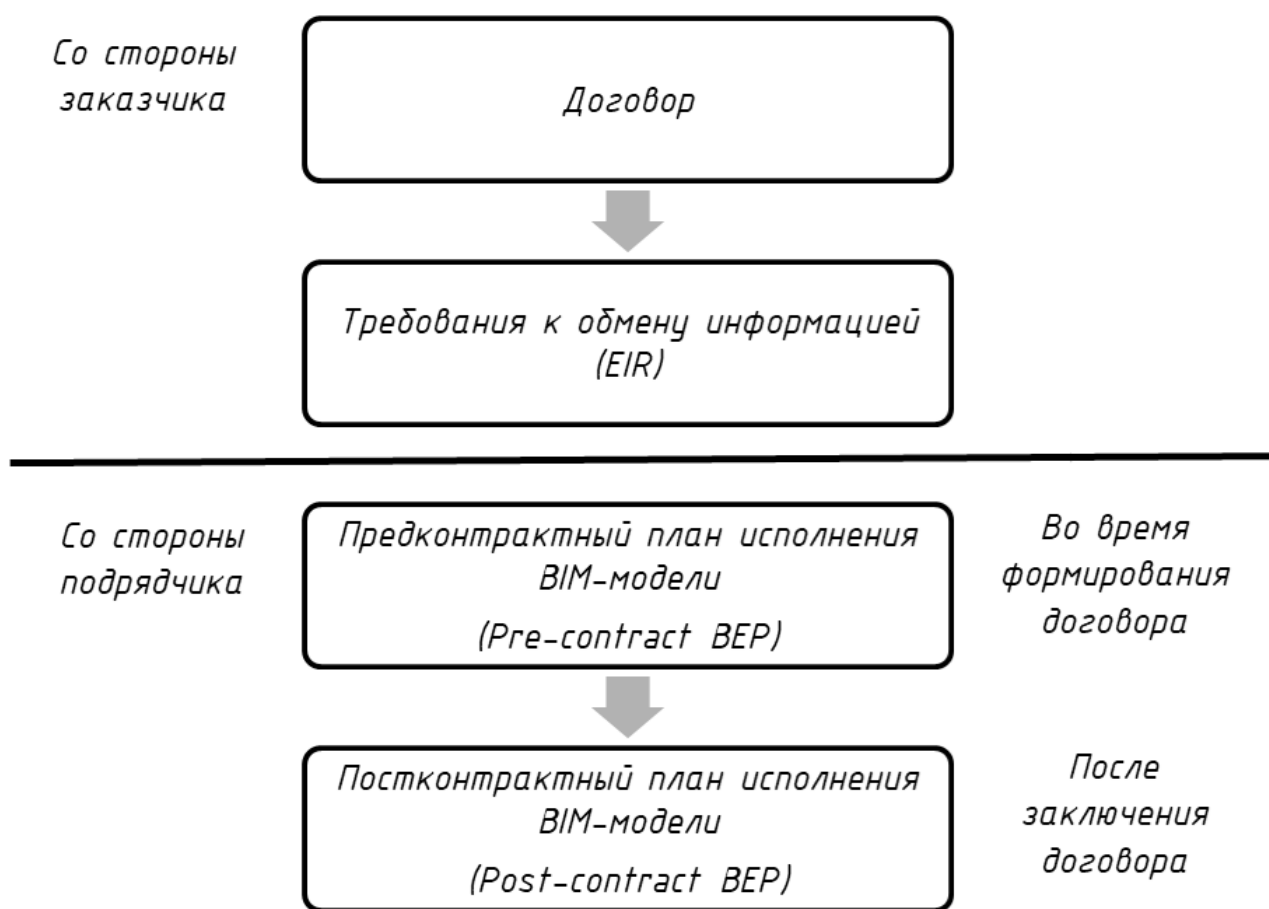 Со стороны
заказчика
Договор
Требования к обмену информацией
(EIR)
Со стороны
подрядчика
Предконтрактный план исполнения
BIM-модели
(Pre-contract BEP)
Во время
формирования
договора
Постконтрактный план исполнения
BIM-модели
(Post-contract BEP)
После
заключения
договора